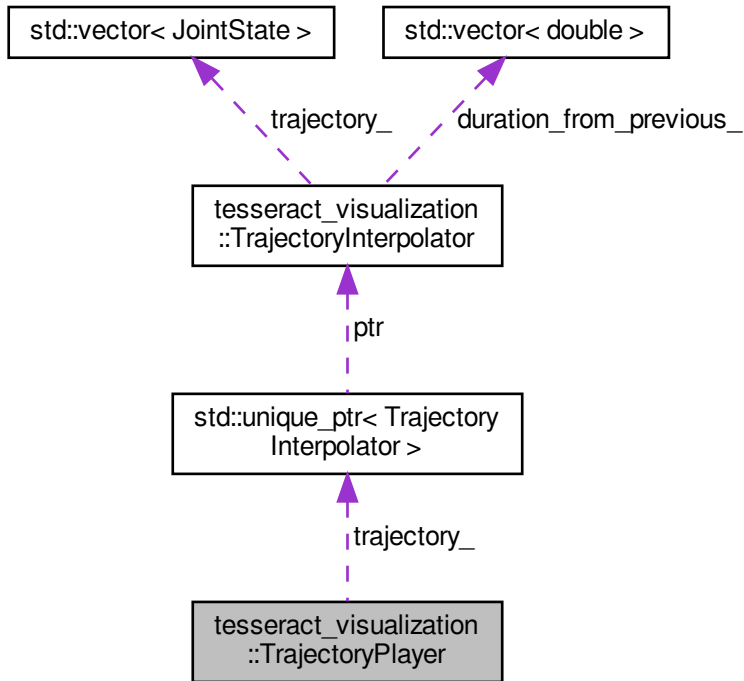 std::vector< JointState >
std::vector< double >
trajectory_
duration_from_previous_
tesseract_visualization
::TrajectoryInterpolator
ptr
std::unique_ptr< Trajectory
Interpolator >
trajectory_
tesseract_visualization
::TrajectoryPlayer